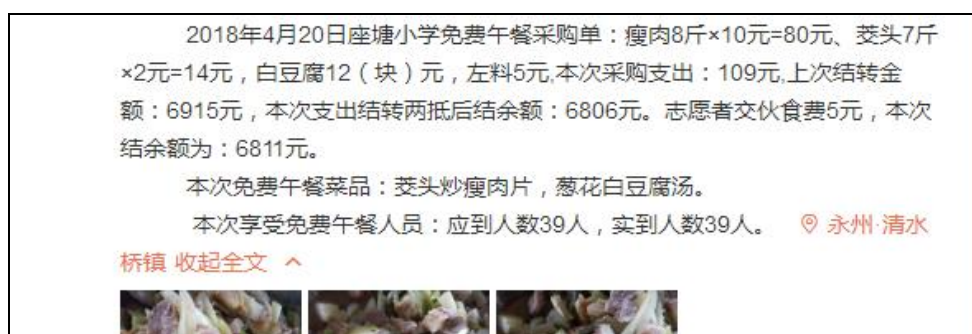 2018年4月20日座塘小学免费午餐采购单：瘦肉8斤×10元=80元、茭头7斤
×2元=14元，白豆腐12（块）元，左料5元,本次采购支出：109元,上次结转金
额：6915元，本次支出结转两抵后结余额：6806元。志愿者交伙食费5元，本次
结余额为：6811元。
本次免费午餐菜品：茭头炒瘦肉片，葱花白豆腐汤。
本次享受免费午餐人员：应到人数39人，实到人数39人。 永州·清水
桥镇 收起全文